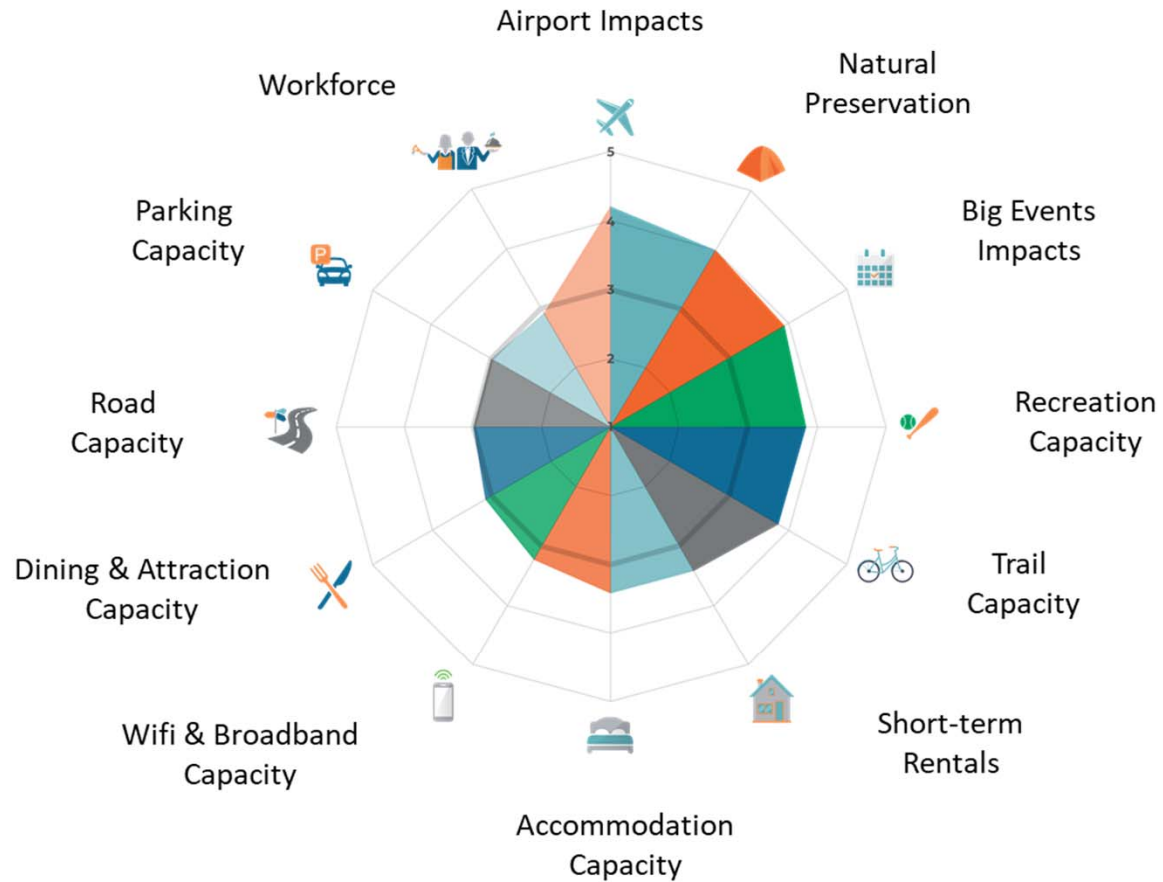 Airport Impacts
Natural
Preservation
Workforce
Big Events
Impacts
Parking
Capacity
P
5
4
3
2
1
Recreation
Capacity
Road
Capacity
Trail
Capacity
Dining & Attraction
Capacity
Short-term
Rentals
Wifi & Broadband
Capacity
Accommodation
Capacity